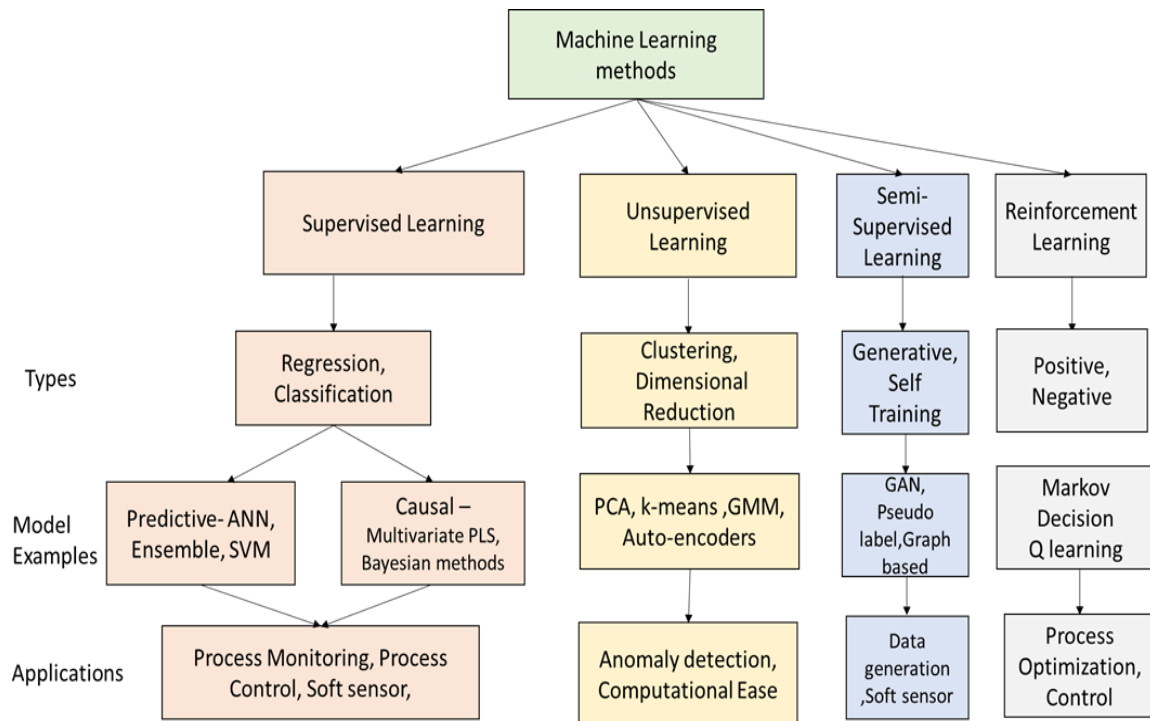 Machine Learning
methods
Supervised Learning
Unsupervised
Learning
Semi-
Supervised
Learning
Reinforcement
Learning
Types
Regression,
Classification
Clustering,
Dimensional
Reduction
Generative,
Self
Training
Positive,
Negative
Model
Examples
Predictive- ANN,
Ensemble, SVM
Causal –
Multivariate PLS,
Bayesian methods
PCA, k-means ,GMM,
Auto-encoders
GAN,
Pseudo
label,Graph
based
Markov
Decision
Q learning
Applications
Process Monitoring, Process
Control, Soft sensor,
Anomaly detection,
Computational Ease
Data
generation
,Soft sensor
Process
Optimization,
Control